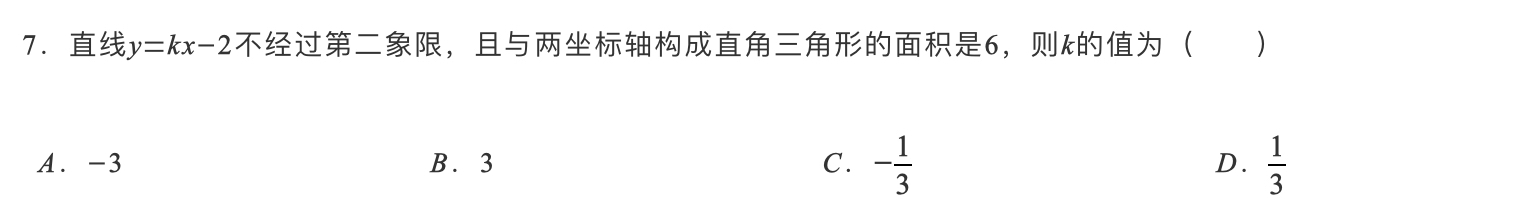 7. 直线y=kx−2不经过第二象限，且与两坐标轴构成直角三角形的面积是6，则k的值为（　　）
A. −3　B. 3　C. −1/3　D. 1/3